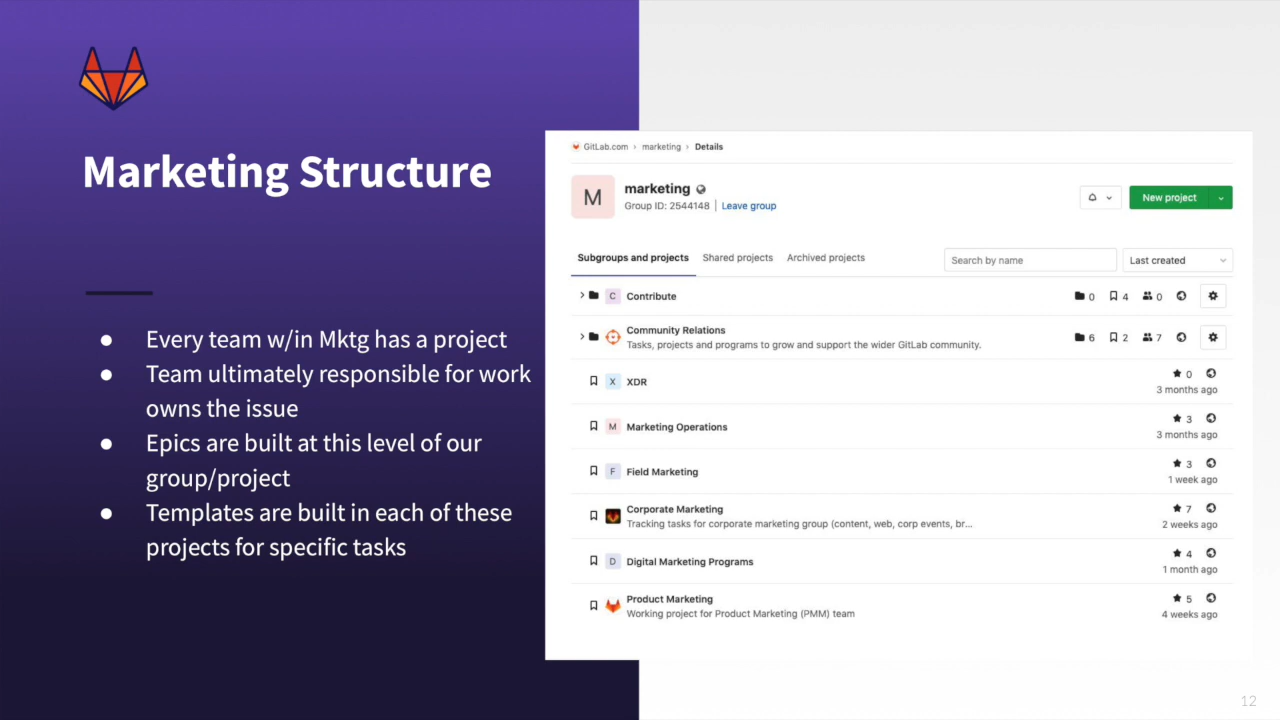 Marketing Structure
● Every team w/in Mktg has a project
● Team ultimately responsible for work
owns the issue
● Epics are built at this level of our
group/project
● Templates are built in each of these
projects for specific tasks
GitLab.com › marketing › Details
M
marketing
Group ID: 2544148 | Leave group
New project
Subgroups and projects Shared projects Archived projects
Search by name
Last created
C Contribute 0 4 0
Community Relations
Tasks, projects and programs to grow and support the wider GitLab community.
6 2 7
X XDR 0
3 months ago
M Marketing Operations 3
3 months ago
F Field Marketing 3
1 week ago
Corporate Marketing 7
Tracking tasks for corporate marketing group (content, web, corp events, br...
2 weeks ago
D Digital Marketing Programs 4
1 month ago
Product Marketing 5
Working project for Product Marketing (PMM) team
4 weeks ago
12